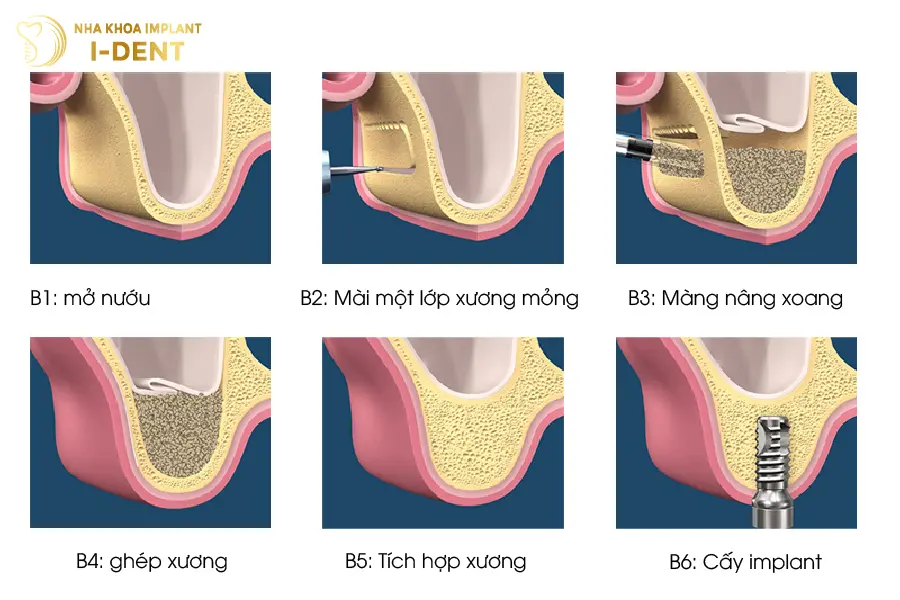 NHA KHOA IMPLANT
I-DENT
B1: mở nướu
B2: Mài một lớp xương mỏng
B3: Màng nâng xoang
B4: ghép xương
B5: Tích hợp xương
B6: Cấy implant